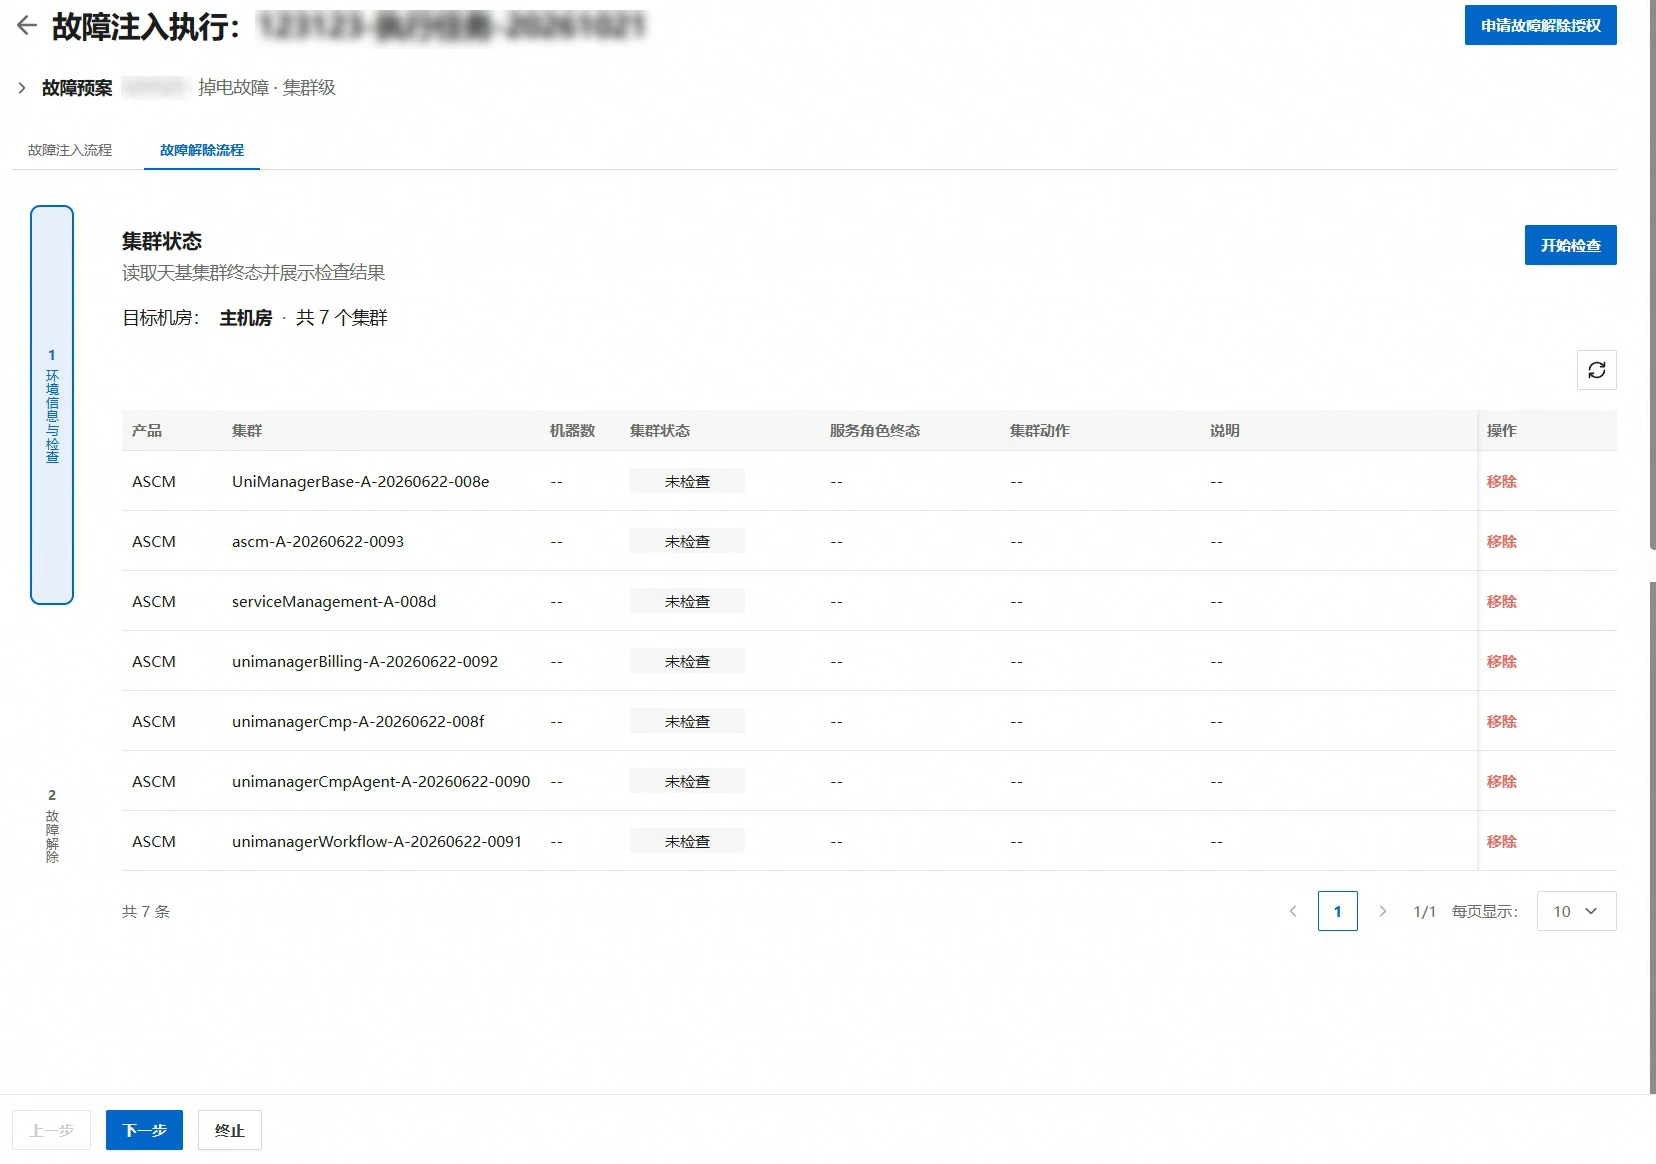 故障注入执行：
申请故障解除授权
故障预案 掉电故障 · 集群级
故障注入流程 故障解除流程
1 环境信息与检查
2 故障解除
集群状态
开始检查
读取天基集群终态并展示检查结果
目标机房： 主机房 · 共 7 个集群
产品 集群 机器数 集群状态 服务角色终态 集群动作 说明 操作
ASCM UniManagerBase-A-20260622-008e -- 未检查 -- -- -- 移除
ASCM ascm-A-20260622-0093 -- 未检查 -- -- -- 移除
ASCM serviceManagement-A-008d -- 未检查 -- -- -- 移除
ASCM unimanagerBilling-A-20260622-0092 -- 未检查 -- -- -- 移除
ASCM unimanagerCmp-A-20260622-008f -- 未检查 -- -- -- 移除
ASCM unimanagerCmpAgent-A-20260622-0090 -- 未检查 -- -- -- 移除
ASCM unimanagerWorkflow-A-20260622-0091 -- 未检查 -- -- -- 移除
共 7 条
1 1/1 每页显示： 10
上一步 下一步 终止